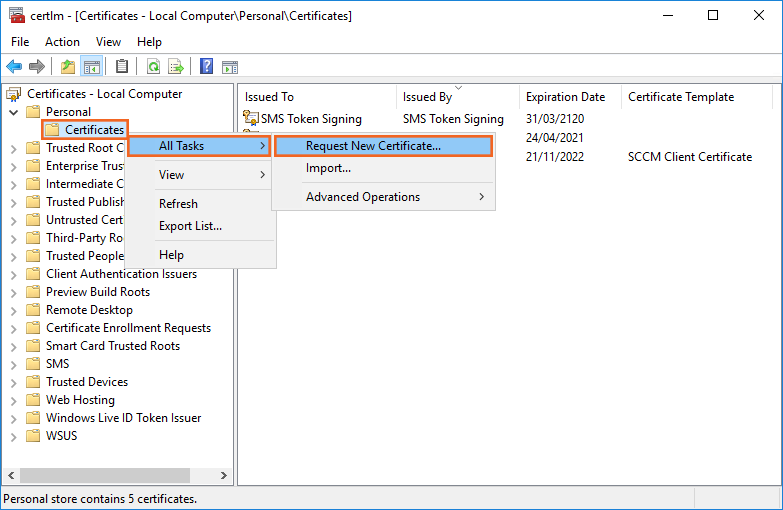 certlm - [Certificates - Local Computer\Personal\Certificates]
File Action View Help
Certificates - Local Computer
Personal
Certificates
Trusted Root C
Enterprise Trus
Intermediate C
Trusted Publish
Untrusted Cert
Third-Party Ro
Trusted People
Client Authentication Issuers
Preview Build Roots
Remote Desktop
Certificate Enrollment Requests
Smart Card Trusted Roots
SMS
Trusted Devices
Web Hosting
Windows Live ID Token Issuer
WSUS
All Tasks
View
Refresh
Export List...
Help
Request New Certificate...
Import...
Advanced Operations
Issued To Issued By Expiration Date Certificate Template
SMS Token Signing SMS Token Signing 31/03/2120
24/04/2021
21/11/2022 SCCM Client Certificate
Personal store contains 5 certificates.